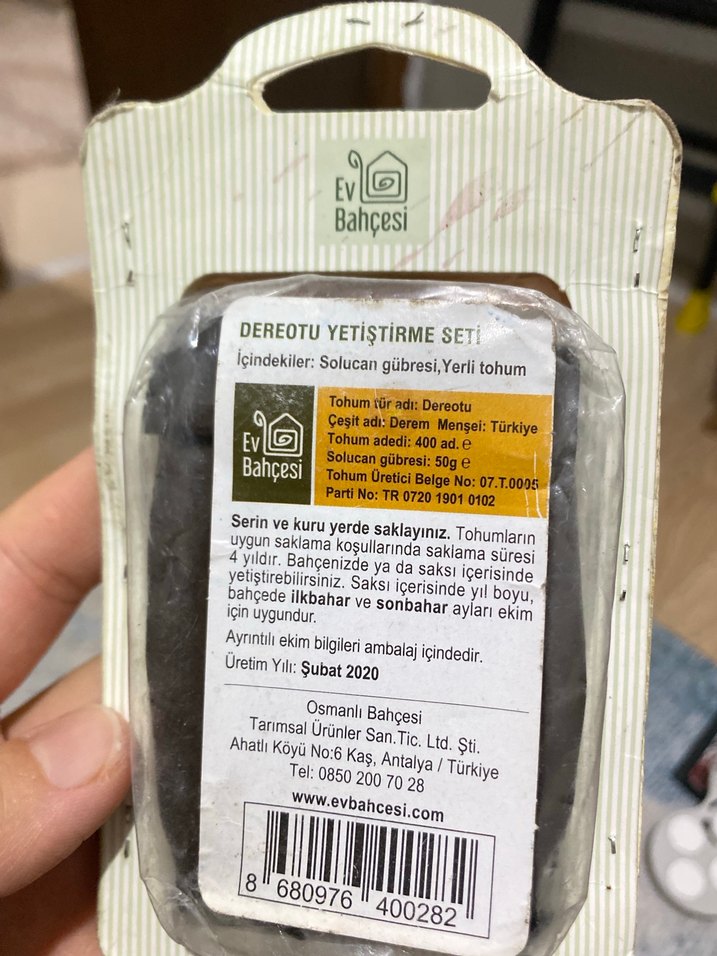 Ev
Bahçesi
DEREOTU YETİŞTİRME SETİ
İçindekiler: Solucan gübresi,Yerli tohum
Ev
Bahçesi
Tohum tür adı: Dereotu
Çeşit adı: Derem Menşei: Türkiye
Tohum adedi: 400 ad. ℮
Solucan gübresi: 50g ℮
Tohum Üretici Belge No: 07.T.0005
Parti No: TR 0720 1901 0102
Serin ve kuru yerde saklayınız. Tohumların
uygun saklama koşullarında saklama süresi
4 yıldır. Bahçenizde ya da saksı içerisinde
yetiştirebilirsiniz. Saksı içerisinde yıl boyu,
bahçede ilkbahar ve sonbahar ayları ekim
için uygundur.
Ayrıntılı ekim bilgileri ambalaj içindedir.
Üretim Yılı: Şubat 2020
Osmanlı Bahçesi
Tarımsal Ürünler San.Tic. Ltd. Şti.
Ahatlı Köyü No:6 Kaş, Antalya / Türkiye
Tel: 0850 200 70 28
www.evbahcesi.com
8 680976 400282